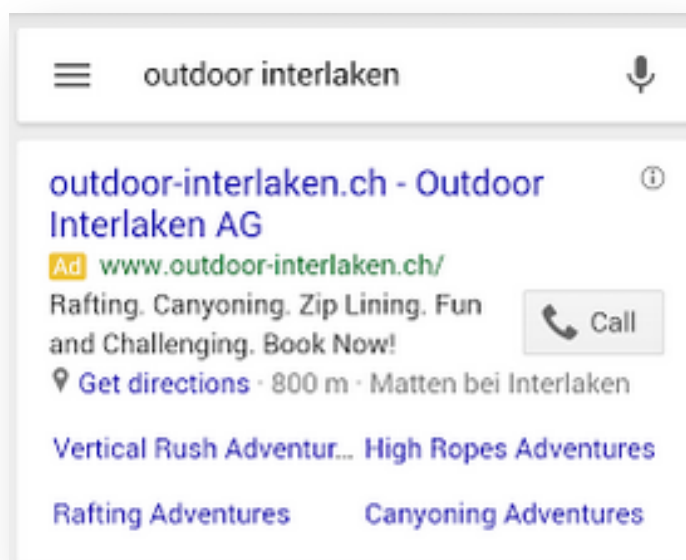 outdoor interlaken
outdoor-interlaken.ch - Outdoor
Interlaken AG
Ad www.outdoor-interlaken.ch/
Rafting. Canyoning. Zip Lining. Fun
and Challenging. Book Now!
Call
Get directions · 800 m · Matten bei Interlaken
Vertical Rush Adventur... High Ropes Adventures
Rafting Adventures Canyoning Adventures